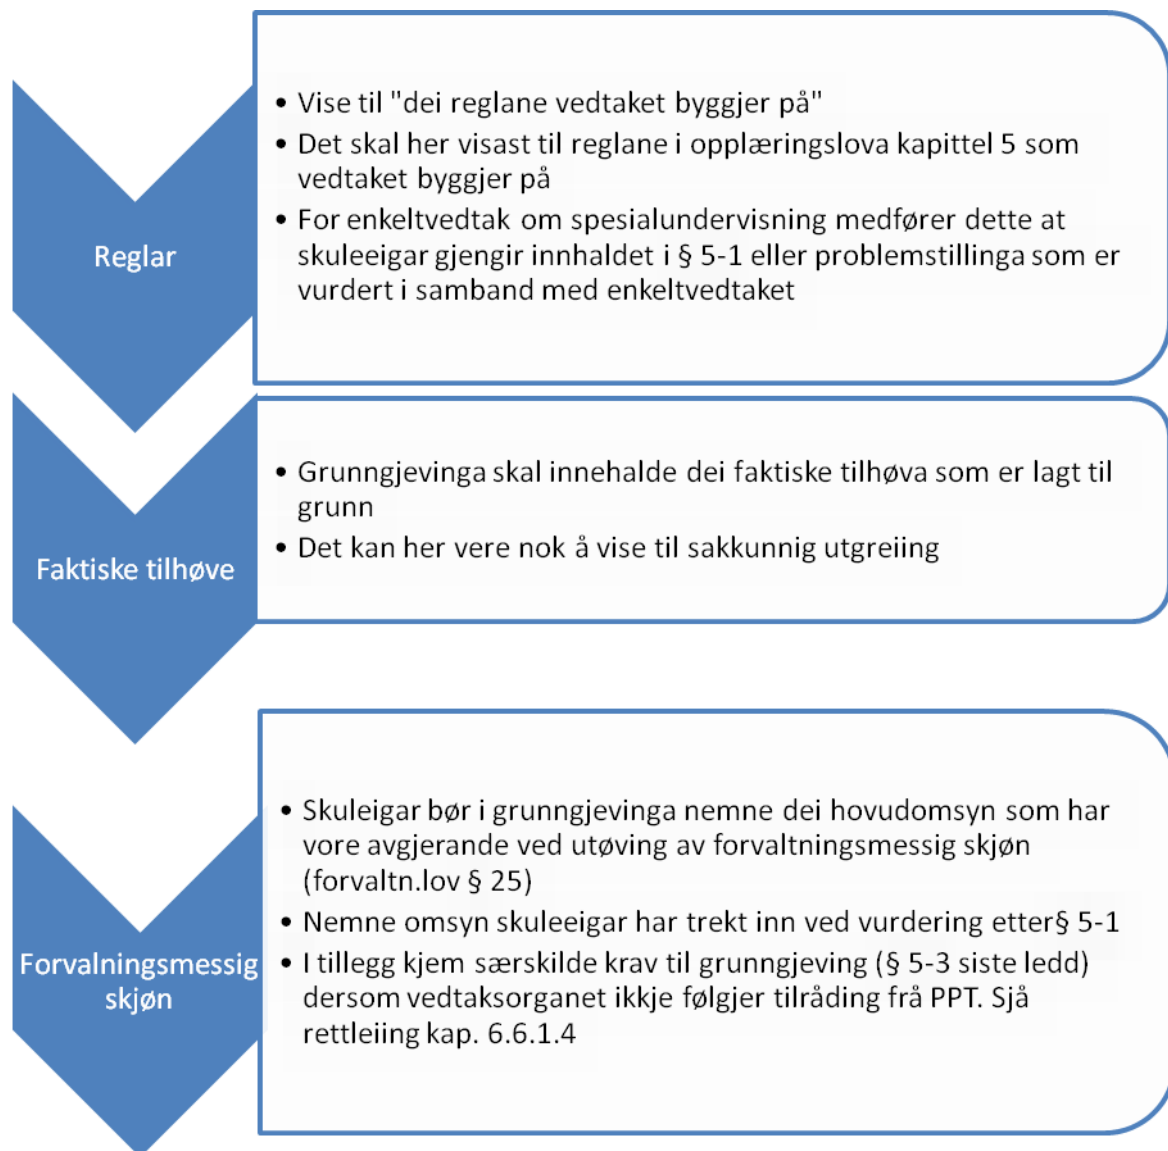 Reglar
• Vise til "dei reglane vedtaket byggjer på"
• Det skal her visast til reglane i opplæringslova kapittel 5 som
vedtaket byggjer på
• For enkeltvedtak om spesialundervisning medfører dette at
skuleeigar gjengir innhaldet i § 5-1 eller problemstillinga som er
vurdert i samband med enkeltvedtaket
Faktiske tilhøve
• Grunngjevinga skal innehalde dei faktiske tilhøva som er lagt til
grunn
• Det kan her vere nok å vise til sakkunnig utgreiing
Forvalningsmessig
skjøn
• Skuleigar bør i grunngjevinga nemne dei hovudomsyn som har
vore avgjerande ved utøving av forvaltningsmessig skjøn
(forvaltn.lov § 25)
• Nemne omsyn skuleeigar har trekt inn ved vurdering etter§ 5-1
• I tillegg kjem særskilde krav til grunngjeving (§ 5-3 siste ledd)
dersom vedtaksorganet ikkje følgjer tilråding frå PPT. Sjå
rettleiing kap. 6.6.1.4